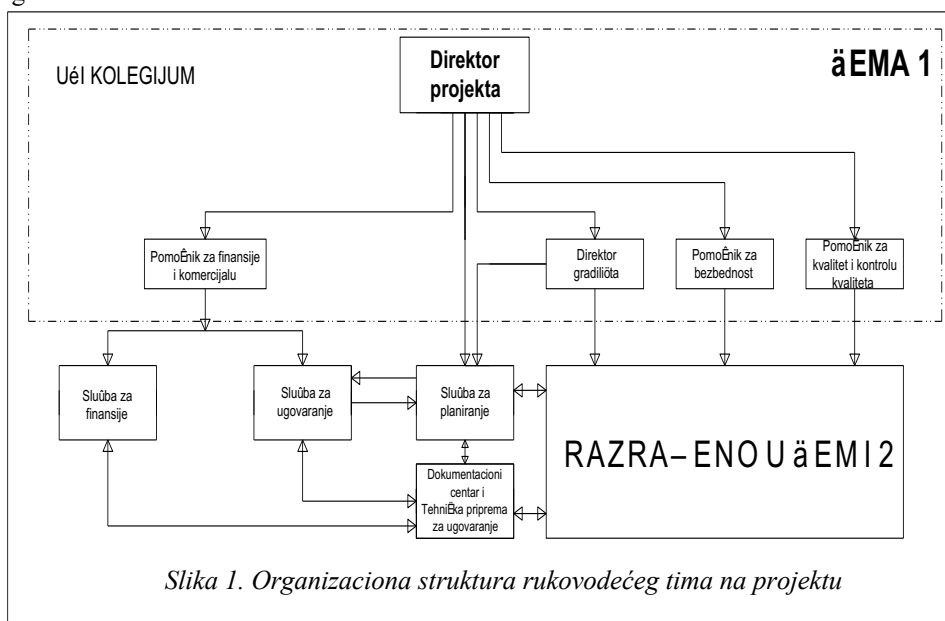 g
UéI KOLEGIJUM
Direktor
projekta
äEMA 1
PomoÊnik za finansije
i komercijalu
Direktor
gradiliöta
PomoÊnik za
bezbednost
PomoÊnik za
kvalitet i kontrolu
kvaliteta
Sluûba za
finansije
Sluûba za
ugovaranje
Sluûba za
planiranje
RAZRA–ENO U äEMI 2
Dokumentacioni
centar i
TehniËka priprema
za ugovaranje
Slika 1. Organizaciona struktura rukovodećeg tima na projektu